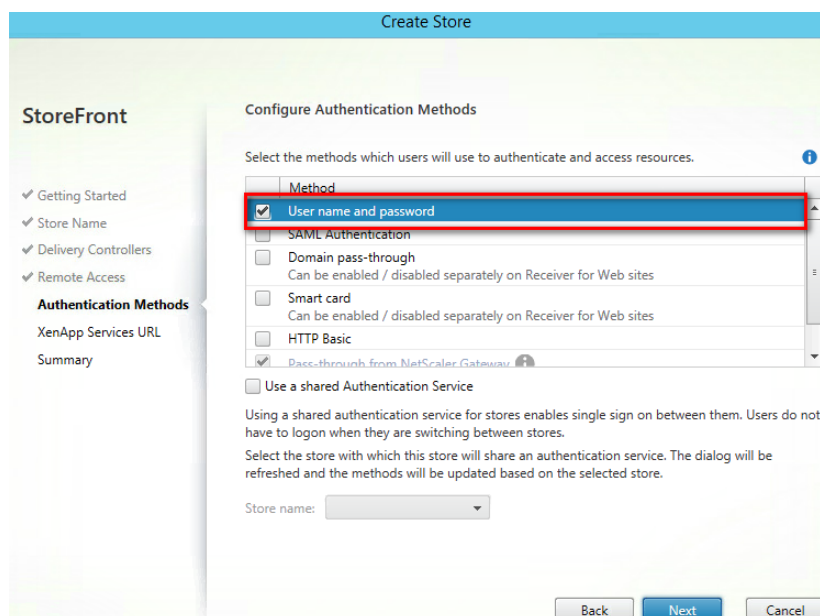 Create Store
StoreFront
✔ Getting Started
✔ Store Name
✔ Delivery Controllers
✔ Remote Access
Authentication Methods
XenApp Services URL
Summary
Configure Authentication Methods
Select the methods which users will use to authenticate and access resources.
Method
User name and password
SAML Authentication
Domain pass-through
Can be enabled / disabled separately on Receiver for Web sites
Smart card
Can be enabled / disabled separately on Receiver for Web sites
HTTP Basic
Pass-through from NetScaler Gateway
Use a shared Authentication Service
Using a shared authentication service for stores enables single sign on between them. Users do not
have to logon when they are switching between stores.
Select the store with which this store will share an authentication service. The dialog will be
refreshed and the methods will be updated based on the selected store.
Store name:
Back
Next
Cancel